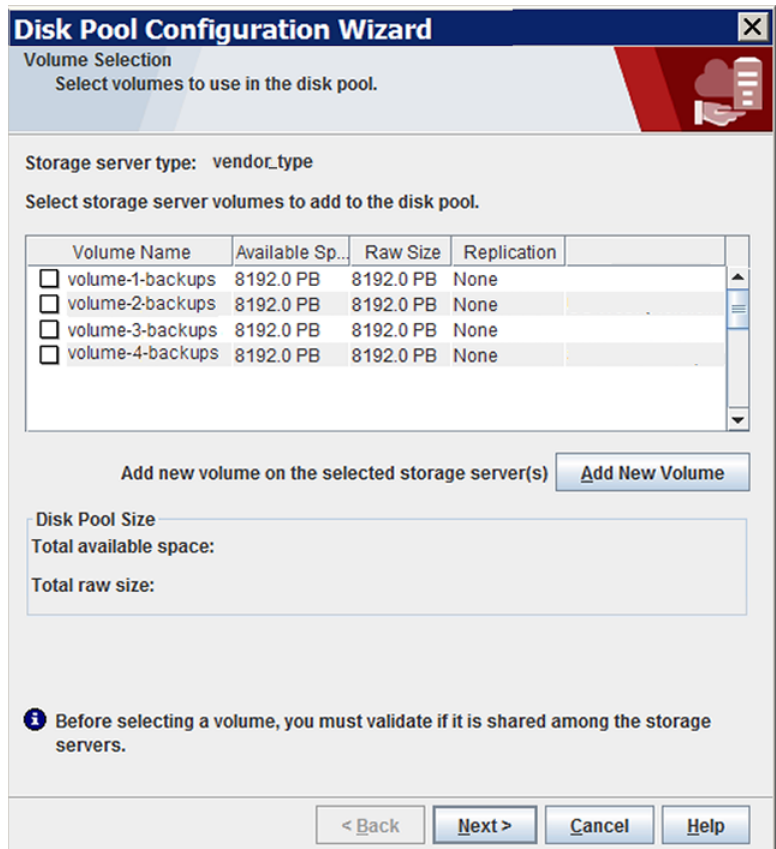 Disk Pool Configuration Wizard
Volume Selection
Select volumes to use in the disk pool.
Storage server type: vendor_type
Select storage server volumes to add to the disk pool.
Volume Name Available Sp... Raw Size Replication
volume-1-backups 8192.0 PB 8192.0 PB None
volume-2-backups 8192.0 PB 8192.0 PB None
volume-3-backups 8192.0 PB 8192.0 PB None
volume-4-backups 8192.0 PB 8192.0 PB None
Add new volume on the selected storage server(s) Add New Volume
Disk Pool Size
Total available space:
Total raw size:
Before selecting a volume, you must validate if it is shared among the storage
servers.
< Back Next > Cancel Help